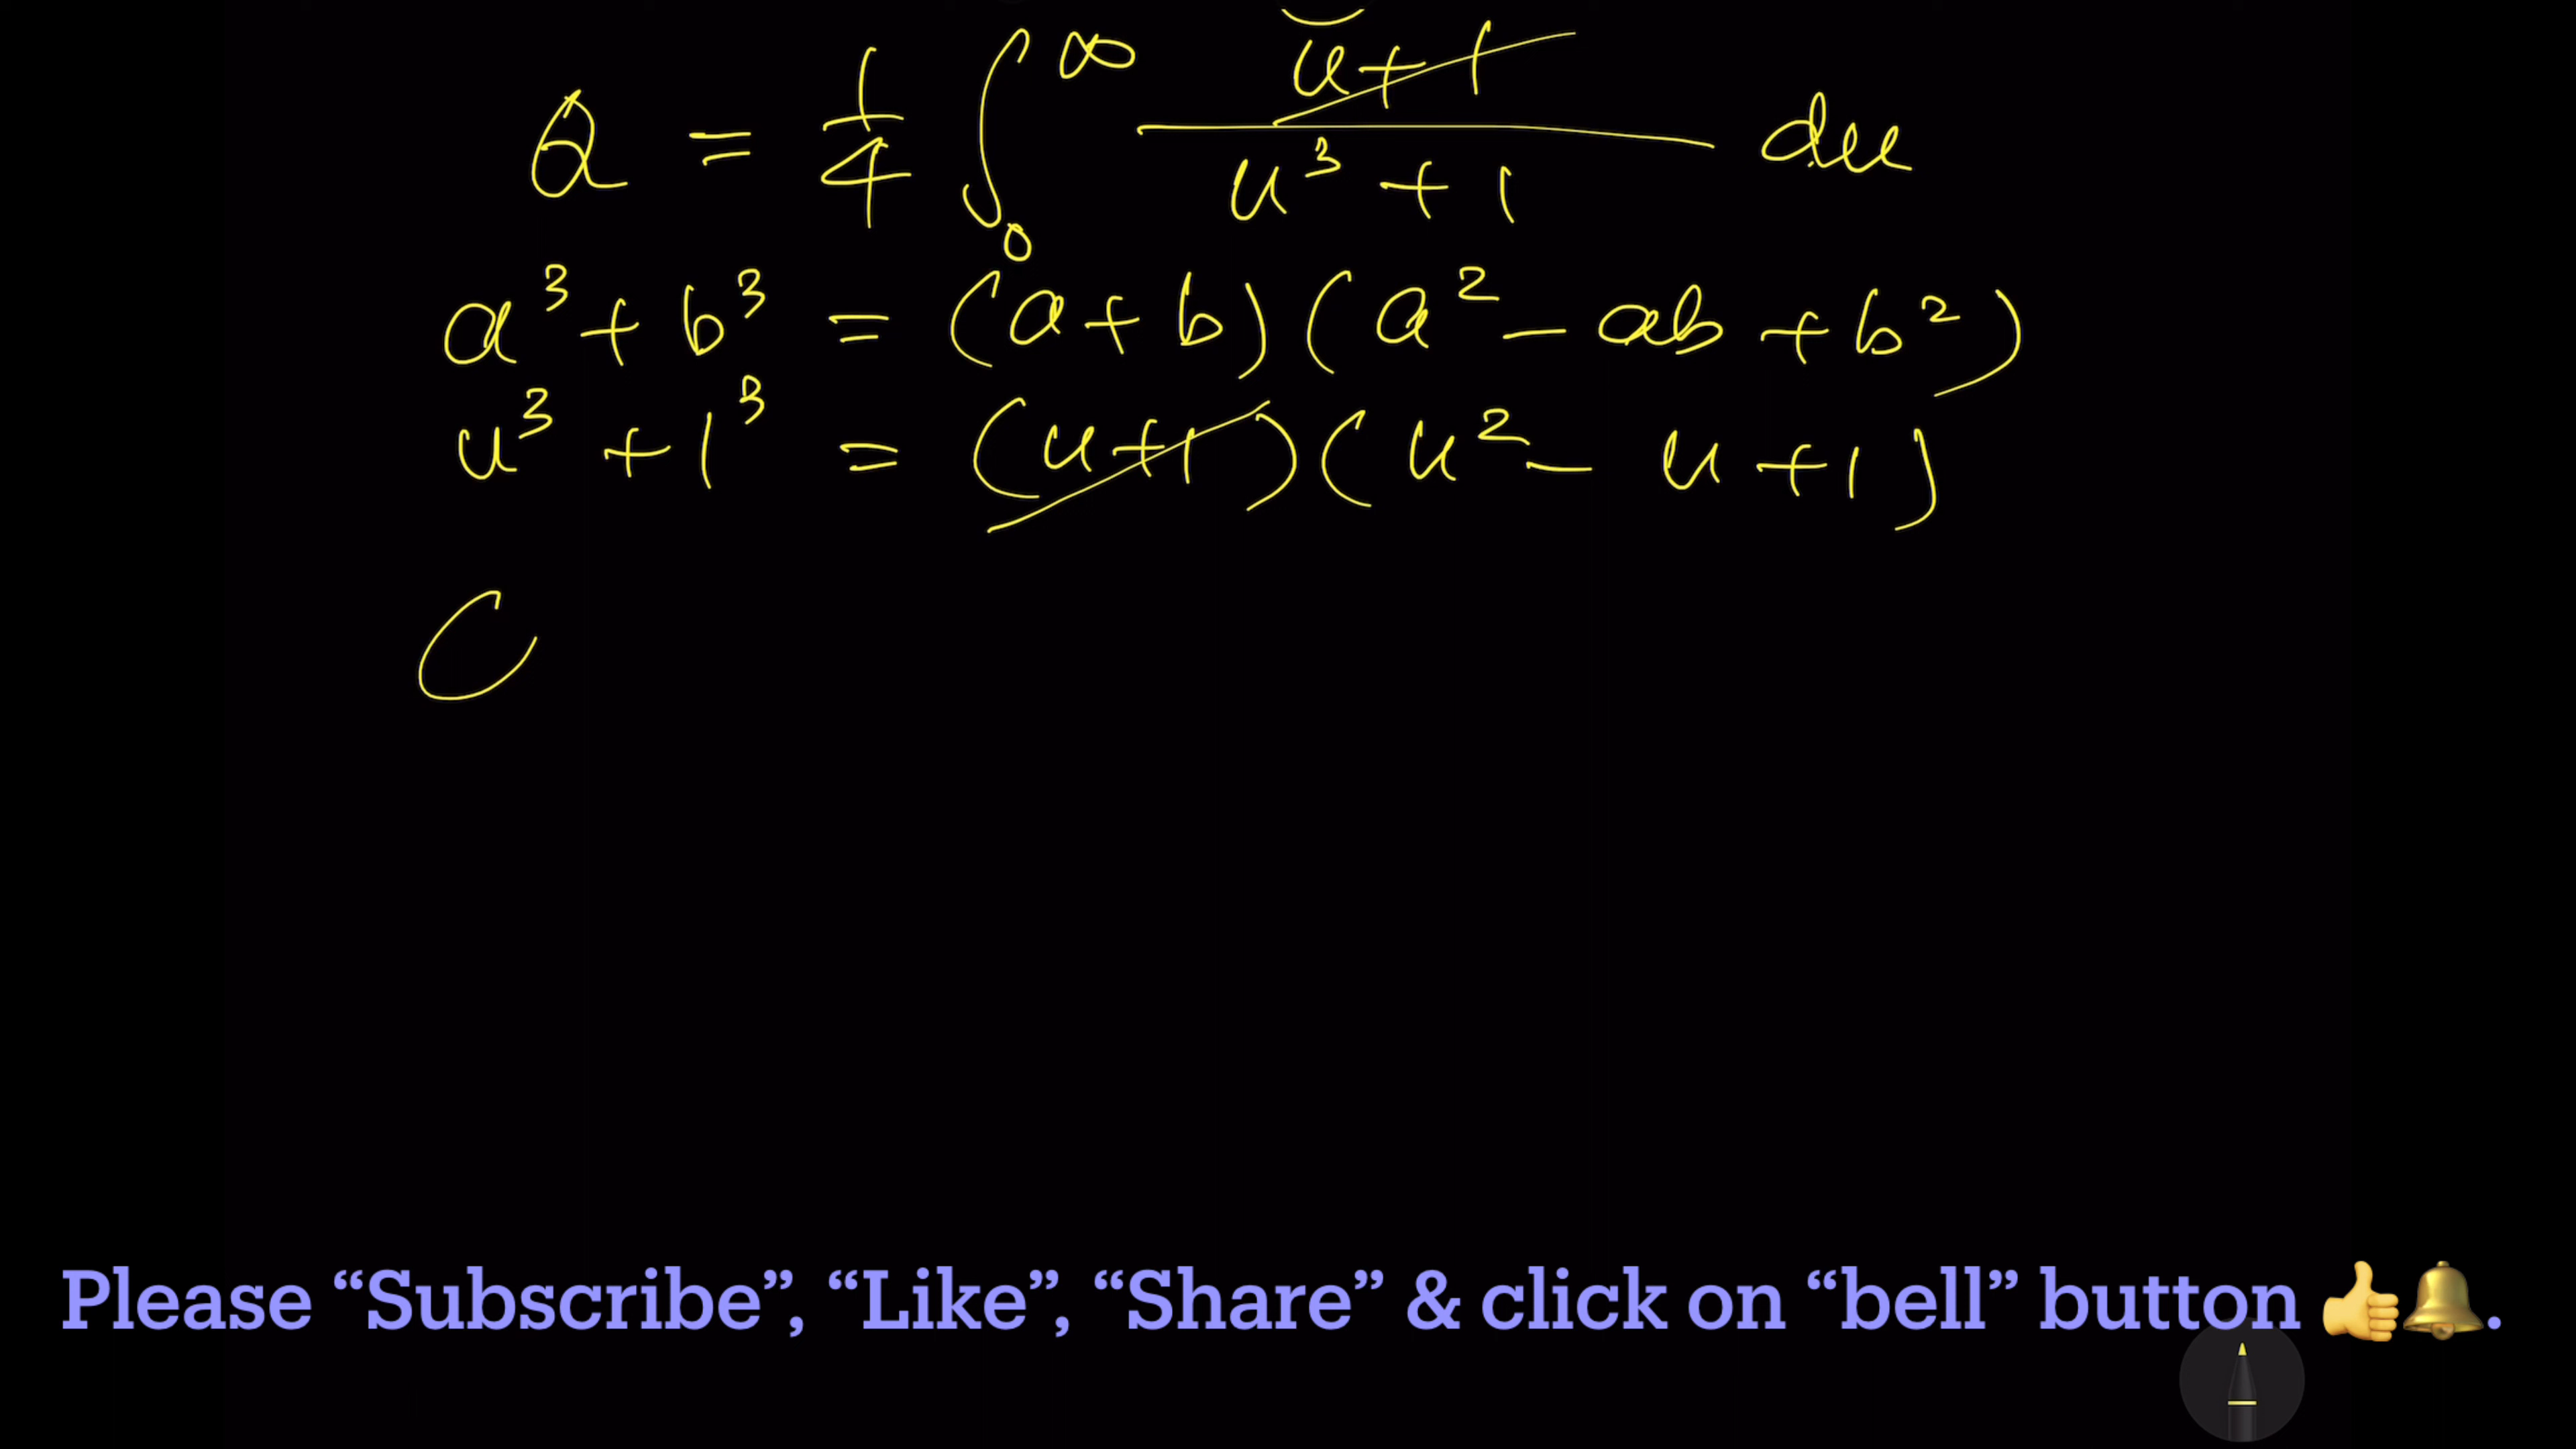 Q = 1/4 ∫₀^∞ (u+1)/(u³+1) du
a³ + b³ = (a+b)(a² − ab + b²)
u³ + 1³ = (u+1)(u² − u + 1)
Please “Subscribe”, “Like”, “Share” & click on “bell” button 👍🔔.